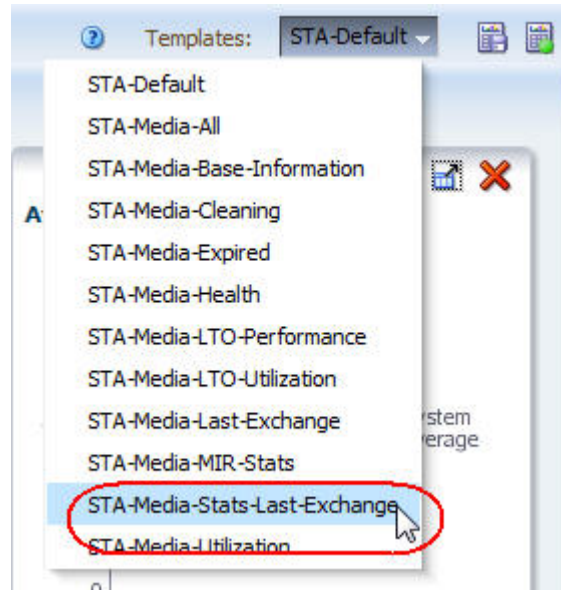 Templates: STA-Default
STA-Default
STA-Media-All
STA-Media-Base-Information
STA-Media-Cleaning
STA-Media-Expired
STA-Media-Health
STA-Media-LTO-Performance
STA-Media-LTO-Utilization
STA-Media-Last-Exchange
STA-Media-MIR-Stats
STA-Media-Stats-Last-Exchange
STA-Media-Utilization